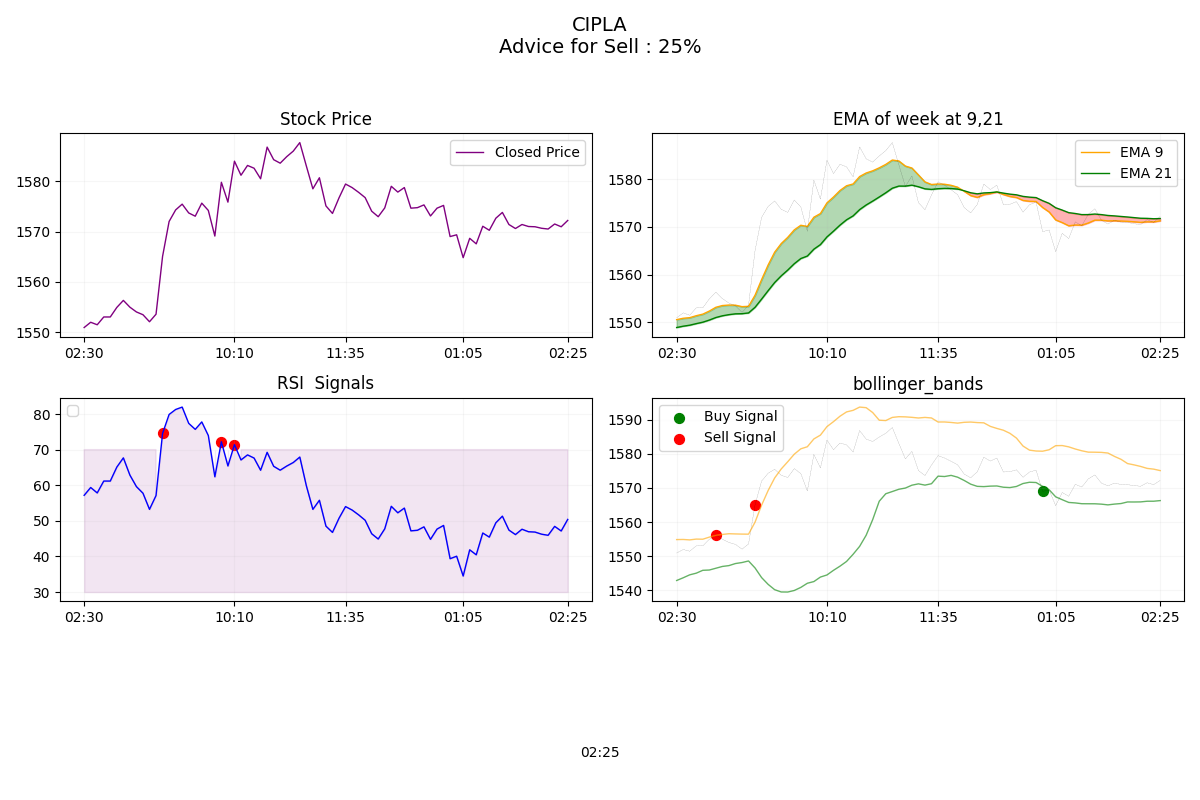 CIPLA
Advice for Sell : 25%
Stock Price
Closed Price
1580
1570
1560
1550
02:30 10:10 11:35 01:05 02:25
EMA of week at 9,21
EMA 9
EMA 21
1580
1570
1560
1550
02:30 10:10 11:35 01:05 02:25
RSI  Signals
80
70
60
50
40
30
02:30 10:10 11:35 01:05 02:25
bollinger_bands
Buy Signal
Sell Signal
1590
1580
1570
1560
1550
1540
02:30 10:10 11:35 01:05 02:25
02:25